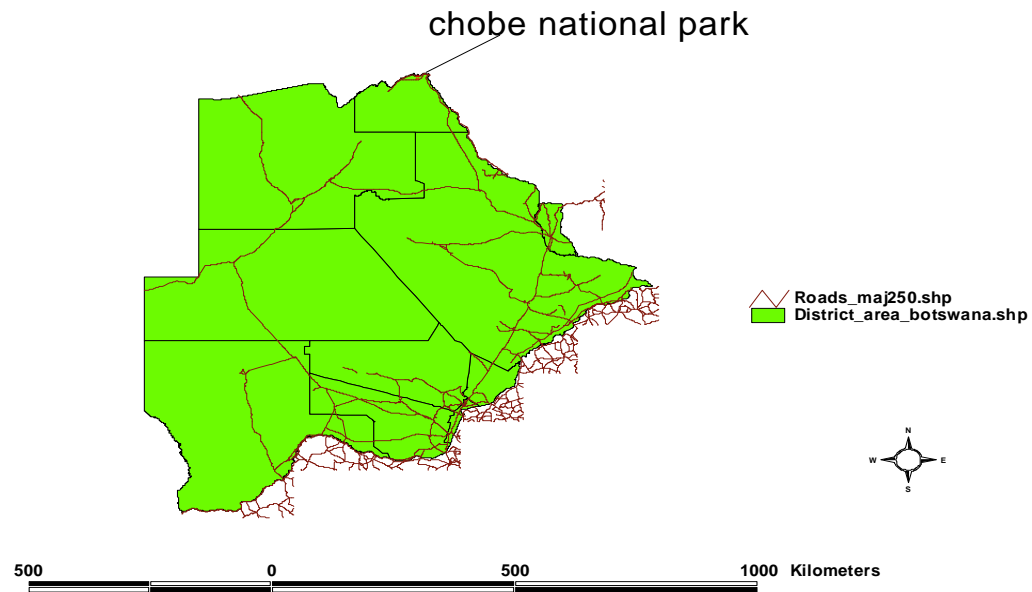 chobe national park
Roads_maj250.shp
District_area_botswana.shp
N
W E
S
500 0 500 1000 Kilometers